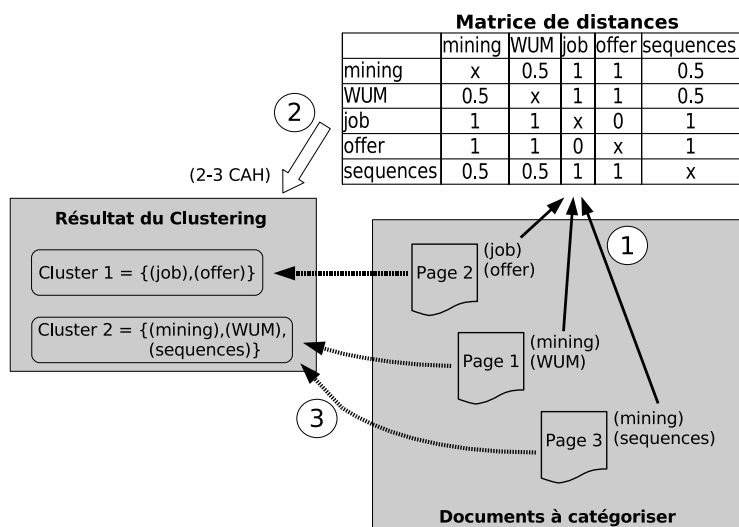 Matrice de distances
mining WUM job offer sequences
mining x 0.5 1 1 0.5
WUM 0.5 x 1 1 0.5
job 1 1 x 0 1
offer 1 1 0 x 1
sequences 0.5 0.5 1 1 x
2
(2-3 CAH)
Résultat du Clustering
Cluster 1 = {(job),(offer)}
Cluster 2 = {(mining),(WUM),
(sequences)}
3
1
Page 2
(job)
(offer)
Page 1
(mining)
(WUM)
Page 3
(mining)
(sequences)
Documents à catégoriser